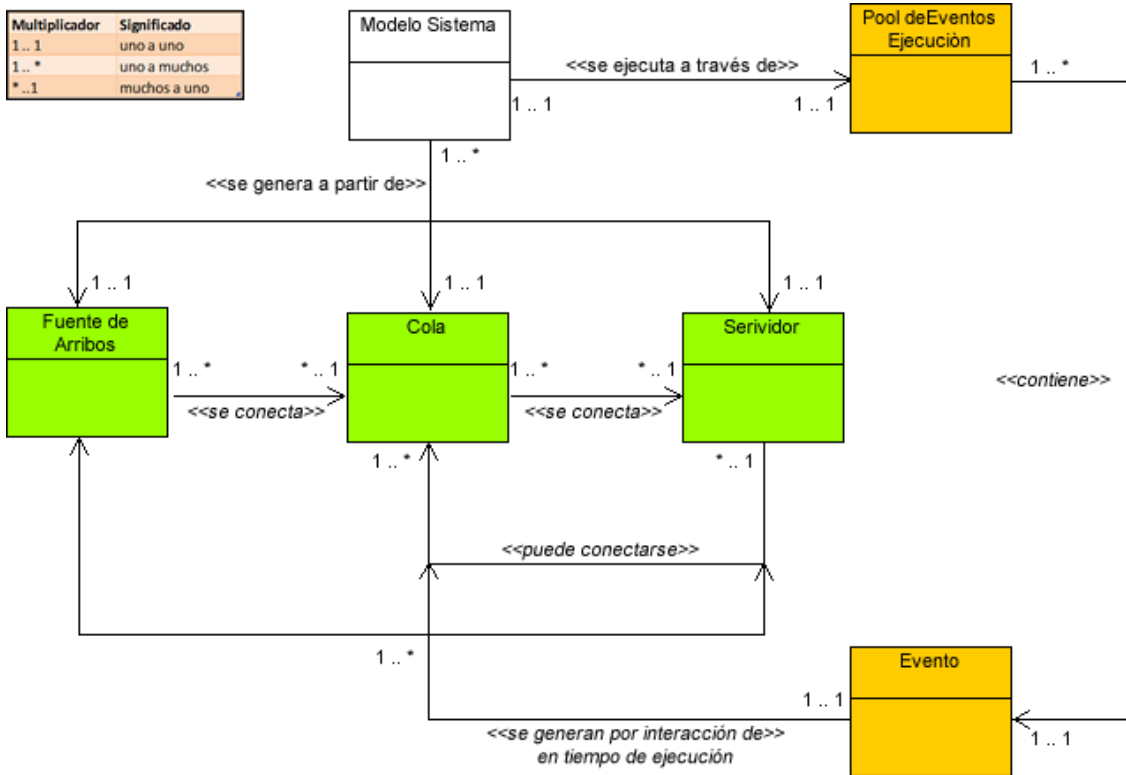 Multiplicador Significado
1.. 1 uno a uno
1.. * uno a muchos
* ..1 muchos a uno
Modelo Sistema
Pool deEventos
Ejecuciòn
<<se ejecuta a través de>>
1 .. *
1 .. 1
1 .. 1
1 .. *
<<se genera a partir de>>
1 .. 1
1 .. 1
1 .. 1
Fuente de
Arribos
Cola
Serividor
1 .. *
* .. 1
1 .. *
* .. 1
<<se conecta>>
<<se conecta>>
<<contiene>>
1 .. *
* .. 1
<<puede conectarse>>
1 .. *
Evento
1 .. 1
<<se generan por interacción de>>
en tiempo de ejecución
1 .. 1